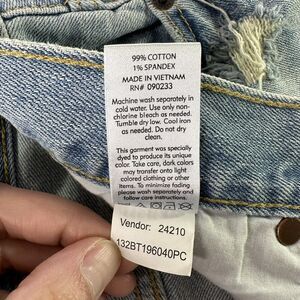 99% COTTON
1% SPANDEX
MADE IN VIETNAM
RN# 090233
Machine wash separately in
cold water. Use only non-
chlorine bleach as needed.
Tumble dry low. Cool iron
as needed. Do not dry
clean.
This garment was specially
dyed to produce its unique
color. Take care, dark colors
may transfer onto light
colored clothing or other
items. To minimize fading
please wash separately and
follow care instructions.
Vendor: 24210
132BT196040PC